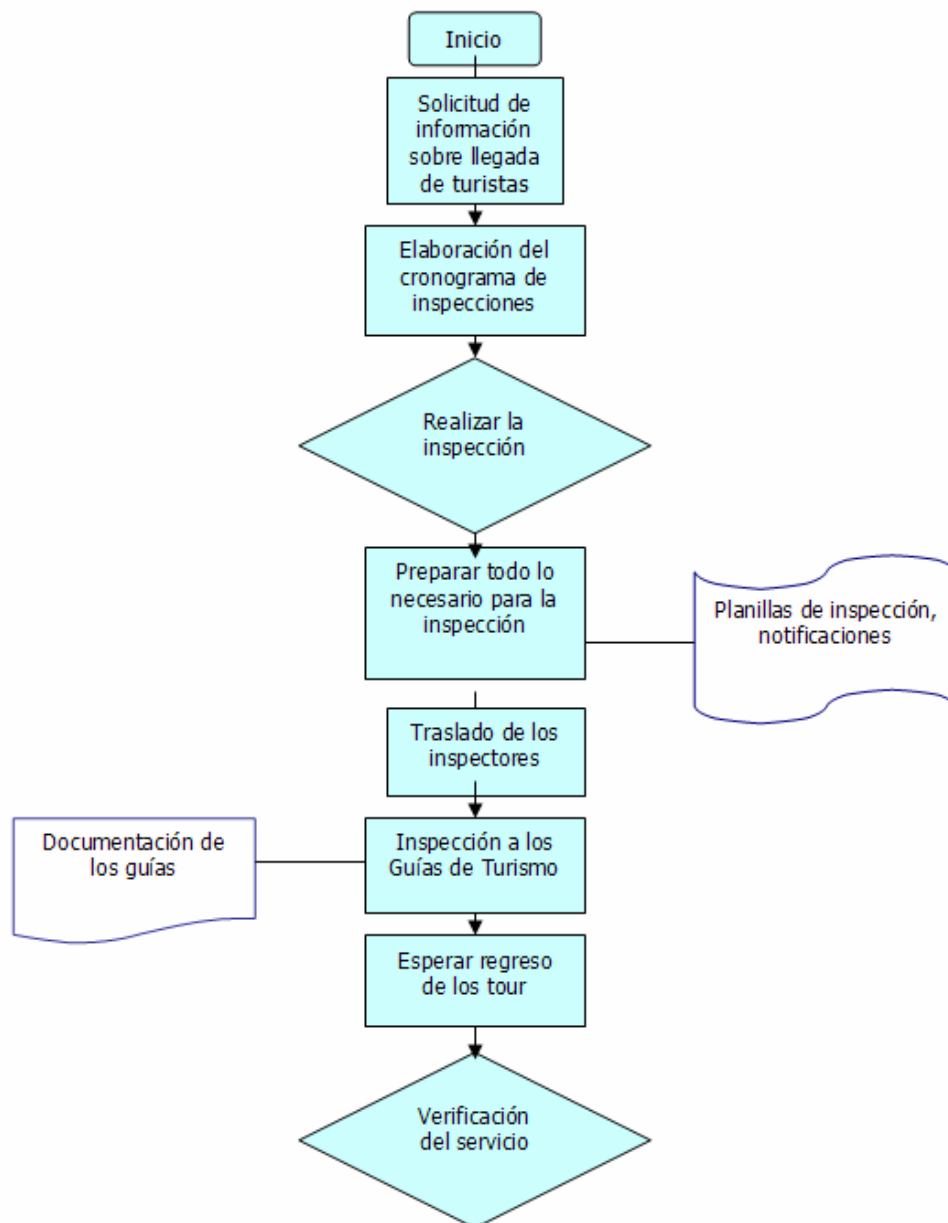 Inicio
Solicitud de
información
sobre llegada
de turistas
Elaboración del
cronograma de
inspecciones
Realizar la
inspección
Preparar todo lo
necesario para la
inspección
Planillas de inspección,
notificaciones
Traslado de los
inspectores
Documentación de
los guías
Inspección a los
Guías de Turismo
Esperar regreso
de los tour
Verificación
del servicio